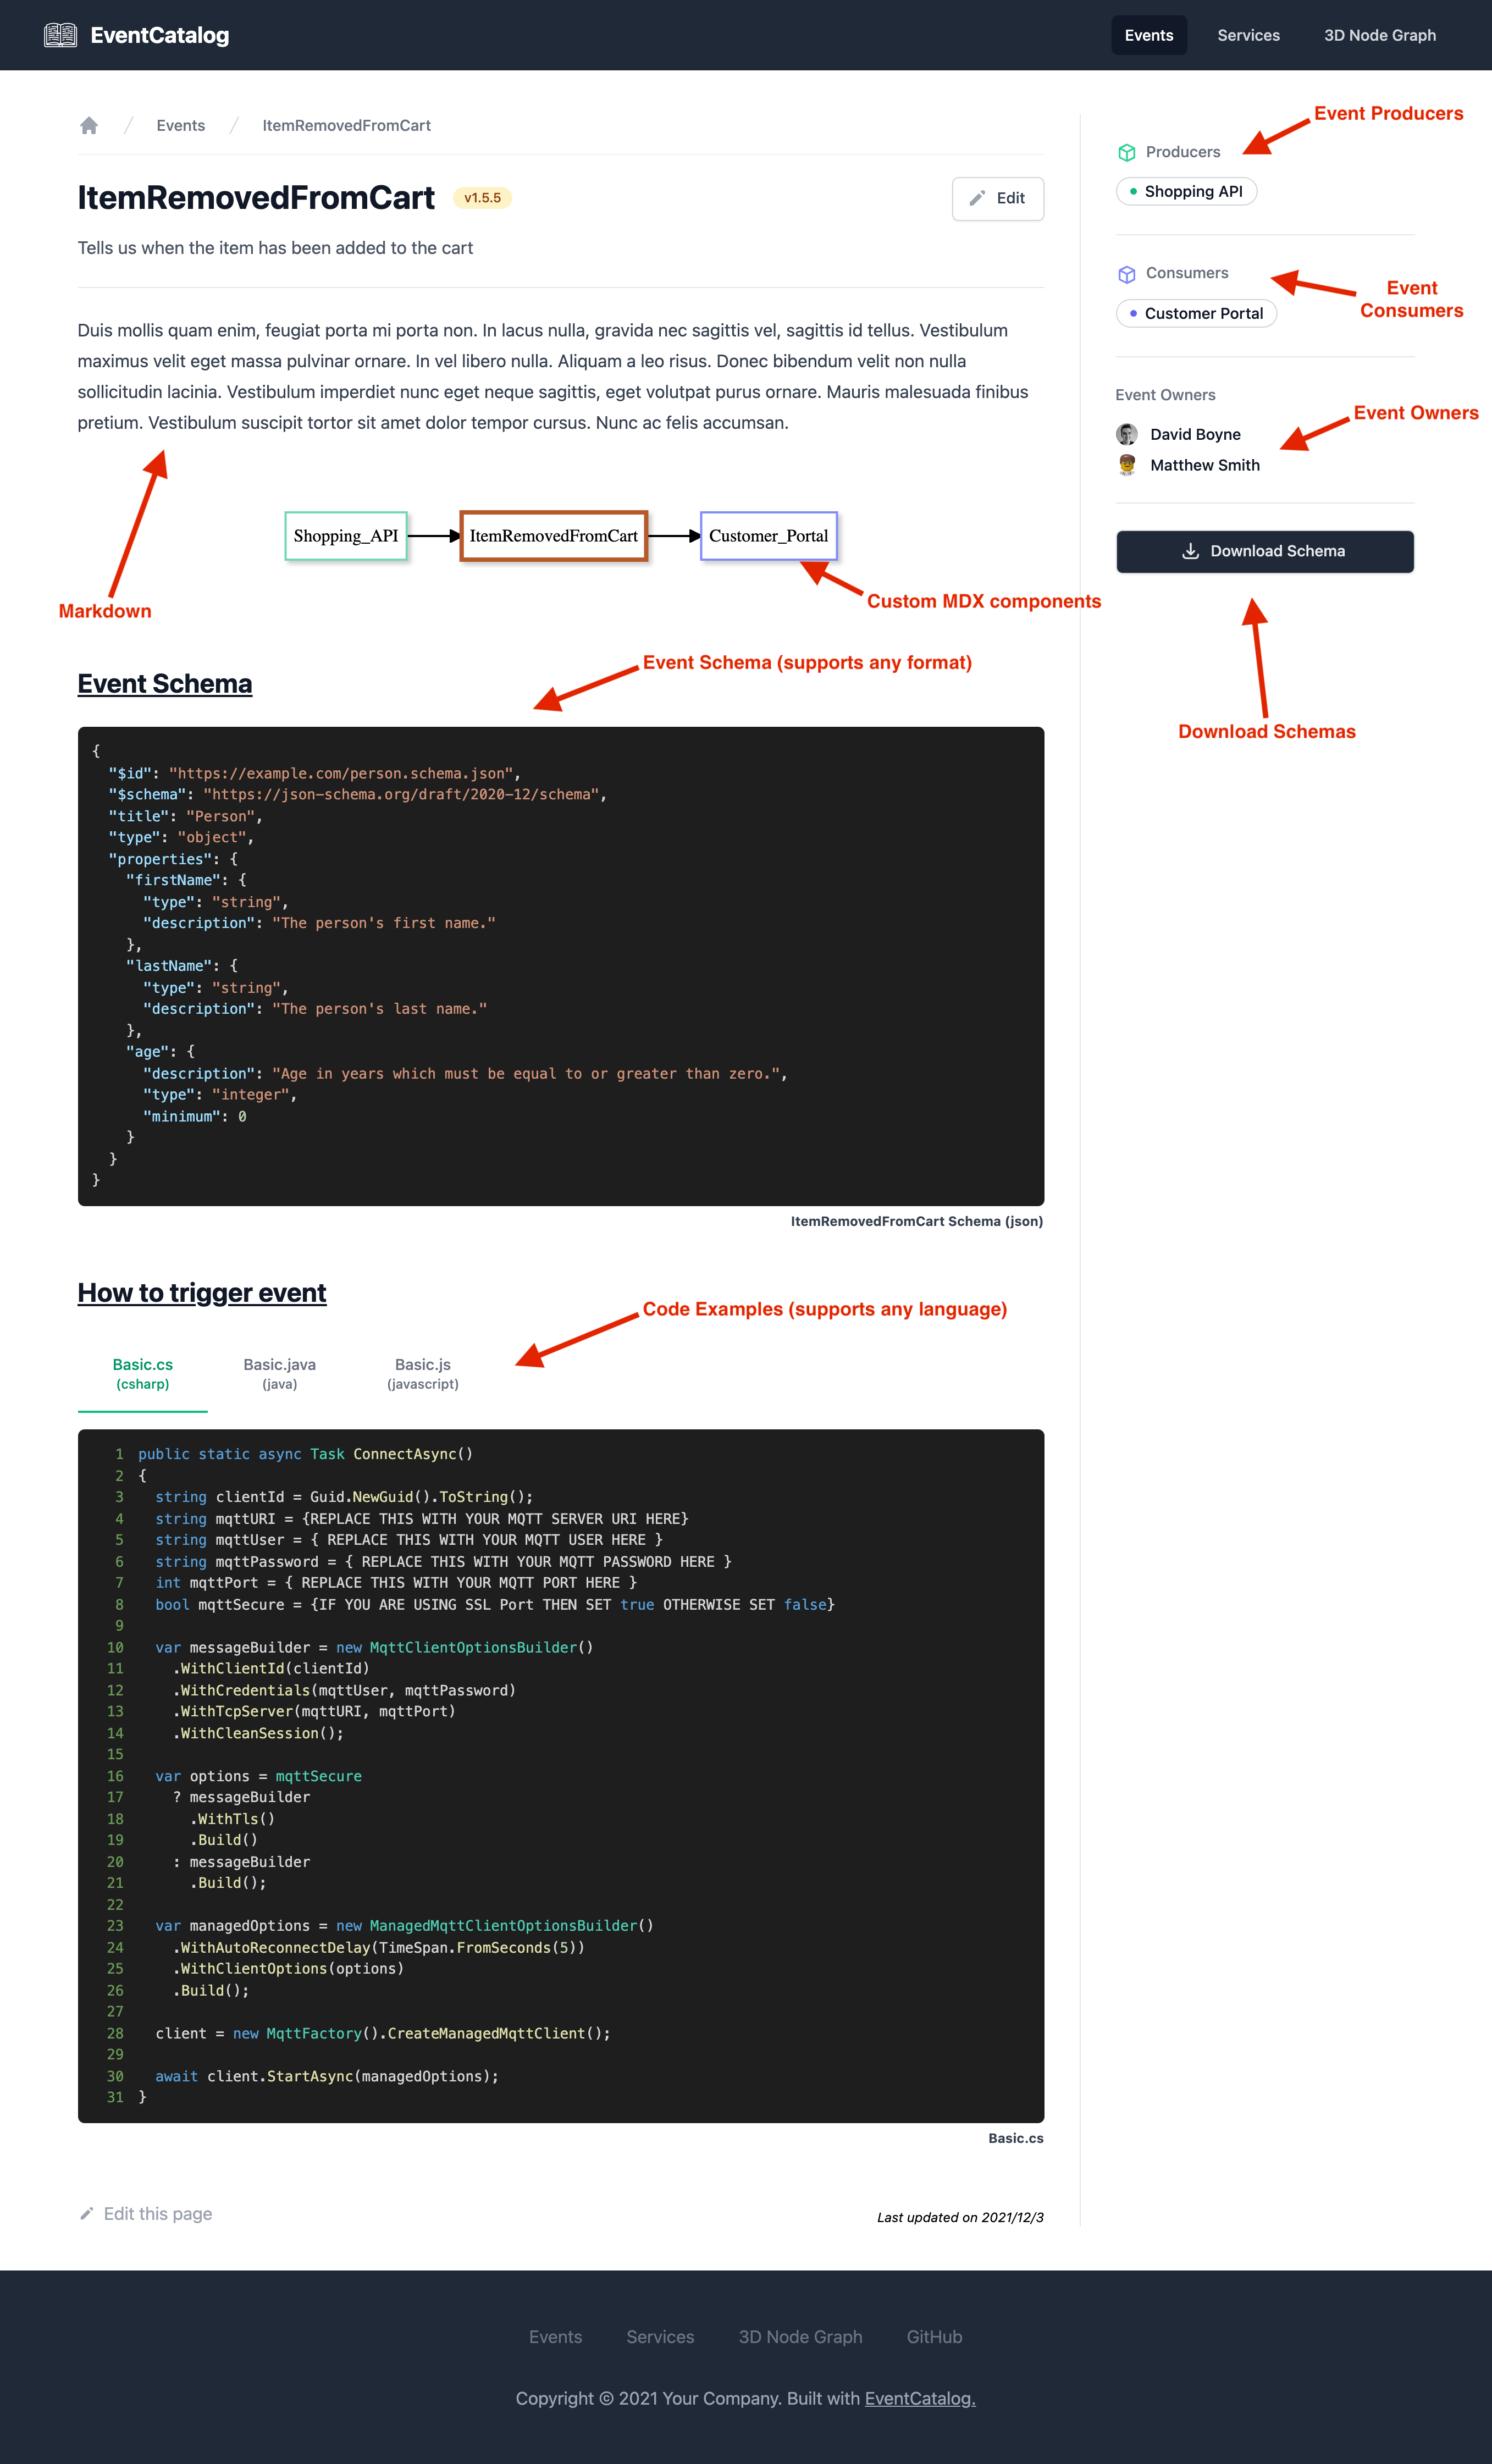 EventCatalog
Events
Services
3D Node Graph
Events
ItemRemovedFromCart
ItemRemovedFromCart
v1.5.5
Edit
Tells us when the item has been added to the cart
Duis mollis quam enim, feugiat porta mi porta non. In lacus nulla, gravida nec sagittis vel, sagittis id tellus. Vestibulum
maximus velit eget massa pulvinar ornare. In vel libero nulla. Aliquam a leo risus. Donec bibendum velit non nulla
sollicitudin lacinia. Vestibulum imperdiet nunc eget neque sagittis, eget volutpat purus ornare. Mauris malesuada finibus
pretium. Vestibulum suscipit tortor sit amet dolor tempor cursus. Nunc ac felis accumsan.
Markdown
Shopping_API
ItemRemovedFromCart
Customer_Portal
Custom MDX components
Event Schema (supports any format)
Event Schema
{
"$id": "https://example.com/person.schema.json",
"$schema": "https://json-schema.org/draft/2020-12/schema",
"title": "Person",
"type": "object",
"properties": {
"firstName": {
"type": "string",
"description": "The person's first name."
},
"lastName": {
"type": "string",
"description": "The person's last name."
},
"age": {
"description": "Age in years which must be equal to or greater than zero.",
"type": "integer",
"minimum": 0
}
}
}
ItemRemovedFromCart Schema (json)
How to trigger event
Code Examples (supports any language)
Basic.cs
(csharp)
Basic.java
(java)
Basic.js
(javascript)
1 public static async Task ConnectAsync()
2 {
3 string clientId = Guid.NewGuid().ToString();
4 string mqttURI = {REPLACE THIS WITH YOUR MQTT SERVER URI HERE}
5 string mqttUser = { REPLACE THIS WITH YOUR MQTT USER HERE }
6 string mqttPassword = { REPLACE THIS WITH YOUR MQTT PASSWORD HERE }
7 int mqttPort = { REPLACE THIS WITH YOUR MQTT PORT HERE }
8 bool mqttSecure = {IF YOU ARE USING SSL Port THEN SET true OTHERWISE SET false}
9
10 var messageBuilder = new MqttClientOptionsBuilder()
11 .WithClientId(clientId)
12 .WithCredentials(mqttUser, mqttPassword)
13 .WithTcpServer(mqttURI, mqttPort)
14 .WithCleanSession();
15
16 var options = mqttSecure
17 ? messageBuilder
18 .WithTls()
19 .Build()
20 : messageBuilder
21 .Build();
22
23 var managedOptions = new ManagedMqttClientOptionsBuilder()
24 .WithAutoReconnectDelay(TimeSpan.FromSeconds(5))
25 .WithClientOptions(options)
26 .Build();
27
28 client = new MqttFactory().CreateManagedMqttClient();
29
30 await client.StartAsync(managedOptions);
31 }
Basic.cs
Edit this page
Last updated on 2021/12/3
Event Producers
Producers
Shopping API
Consumers
Event
Consumers
Customer Portal
Event Owners
Event Owners
David Boyne
Matthew Smith
Download Schema
Download Schemas
Events
Services
3D Node Graph
GitHub
Copyright © 2021 Your Company. Built with EventCatalog.